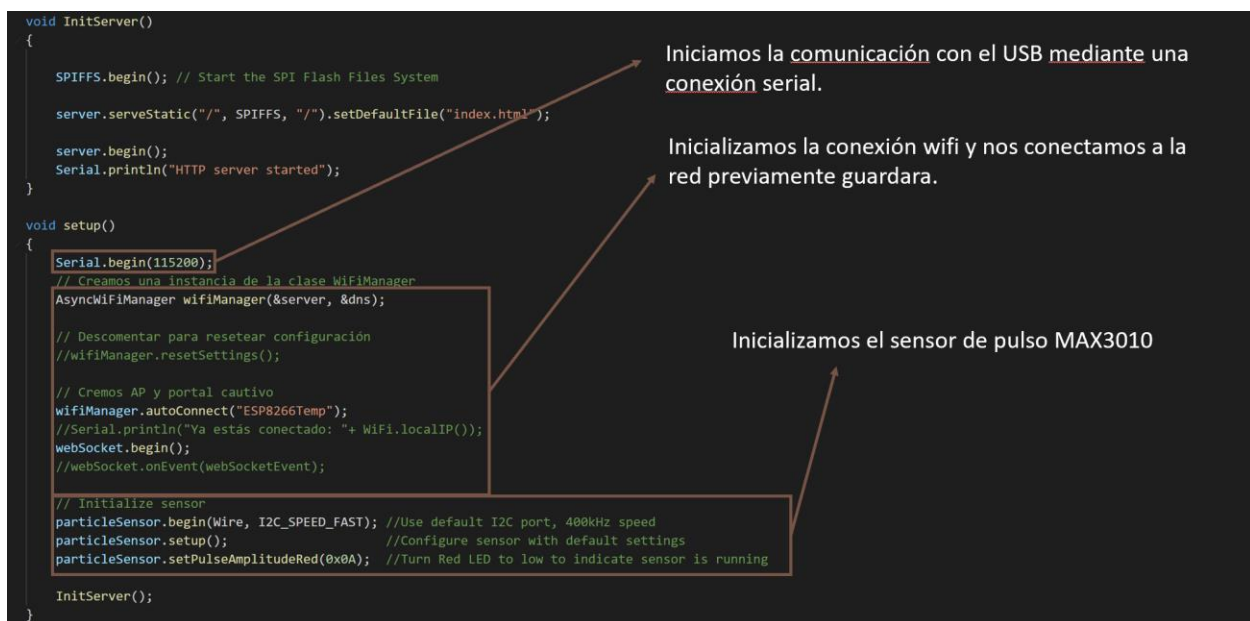 void InitServer()
{
SPIFFS.begin(); // Start the SPI Flash Files System
server.serveStatic("/", SPIFFS, "/").setDefaultFile("index.html");
server.begin();
Serial.println("HTTP server started");
}
void setup()
{
Serial.begin(115200);
// Creamos una instancia de la clase WiFiManager
AsyncWiFiManager wifiManager(&server, &dns);
// Descomentar para resetear configuración
//wifiManager.resetSettings();
// Cremos AP y portal cautivo
wifiManager.autoConnect("ESP8266Temp");
//Serial.println("Ya estás conectado: "+ WiFi.localIP());
webSocket.begin();
//webSocket.onEvent(webSocketEvent);
// Initialize sensor
particleSensor.begin(Wire, I2C_SPEED_FAST); //Use default I2C port, 400kHz speed
particleSensor.setup(); //Configure sensor with default settings
particleSensor.setPulseAmplitudeRed(0x0A); //Turn Red LED to low to indicate sensor is running
InitServer();
}
Iniciamos la comunicación con el USB mediante una
conexión serial.
Inicializamos la conexión wifi y nos conectamos a la
red previamente guardara.
Inicializamos el sensor de pulso MAX3010